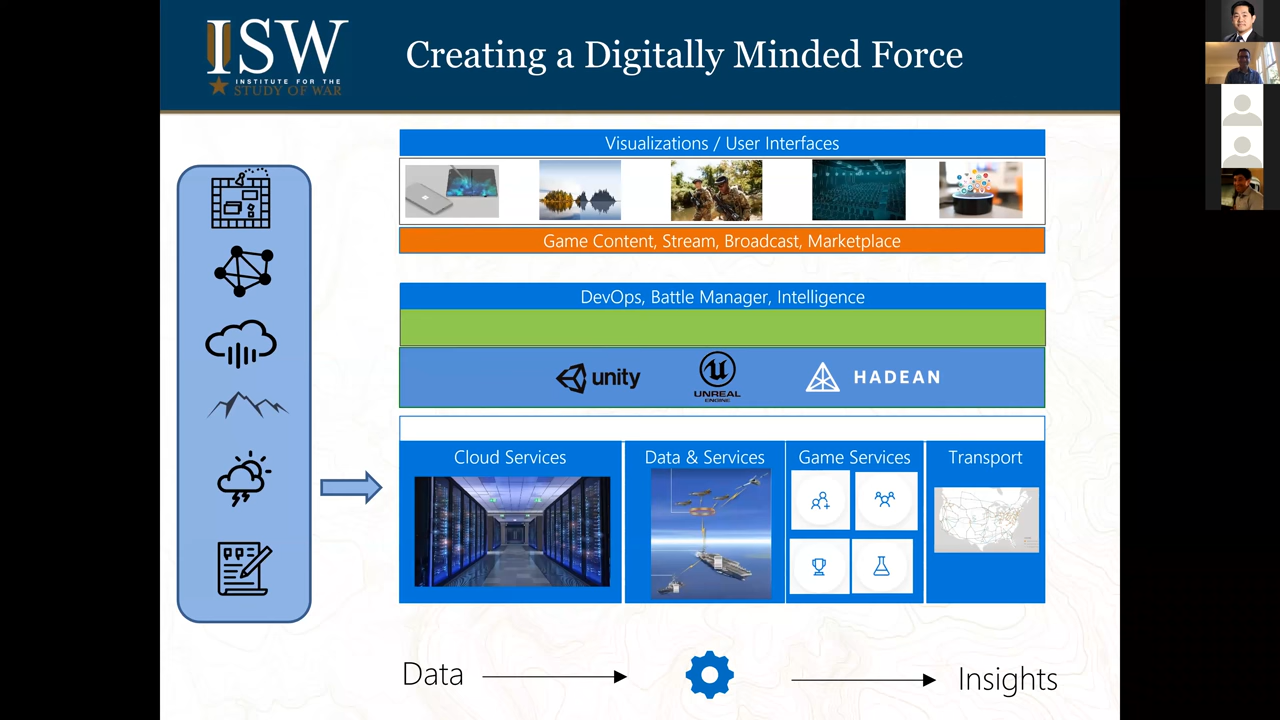 ISW
INSTITUTE FOR THE
STUDY OF WAR
Creating a Digitally Minded Force
Visualizations / User Interfaces
Game Content, Stream, Broadcast, Marketplace
DevOps, Battle Manager, Intelligence
unity
UNREAL
ENGINE
HADEAN
Cloud Services
Data & Services
Game Services
Transport
Data
Insights